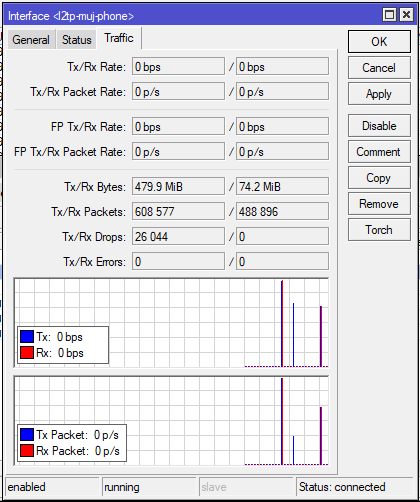 Interface <l2tp-muj-phone>
General Status Traffic
OK
Cancel
Apply
Disable
Comment
Copy
Remove
Torch
Tx/Rx Rate: 0 bps / 0 bps
Tx/Rx Packet Rate: 0 p/s / 0 p/s
FP Tx/Rx Rate: 0 bps / 0 bps
FP Tx/Rx Packet Rate: 0 p/s / 0 p/s
Tx/Rx Bytes: 479.9 MiB / 74.2 MiB
Tx/Rx Packets: 608 577 / 488 896
Tx/Rx Drops: 26 044 / 0
Tx/Rx Errors: 0 / 0
Tx: 0 bps
Rx: 0 bps
Tx Packet: 0 p/s
Rx Packet: 0 p/s
enabled running slave Status: connected